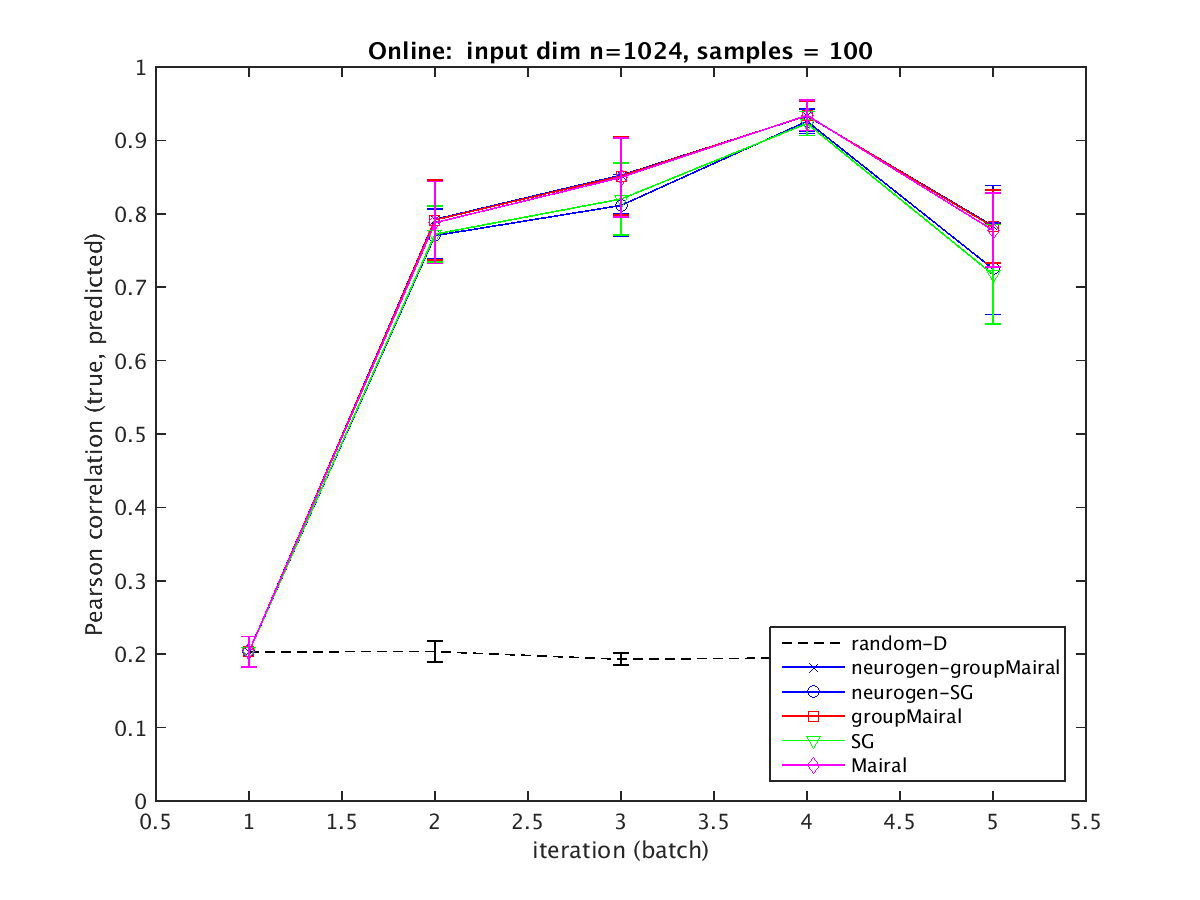 Online:  input dim n=1024, samples = 100
Pearson correlation (true, predicted)
1
0.9
0.8
0.7
0.6
0.5
0.4
0.3
0.2
0.1
0
random-D
neurogen-groupMairal
neurogen-SG
groupMairal
SG
Mairal
0.5 1 1.5 2 2.5 3 3.5 4 4.5 5 5.5
iteration (batch)